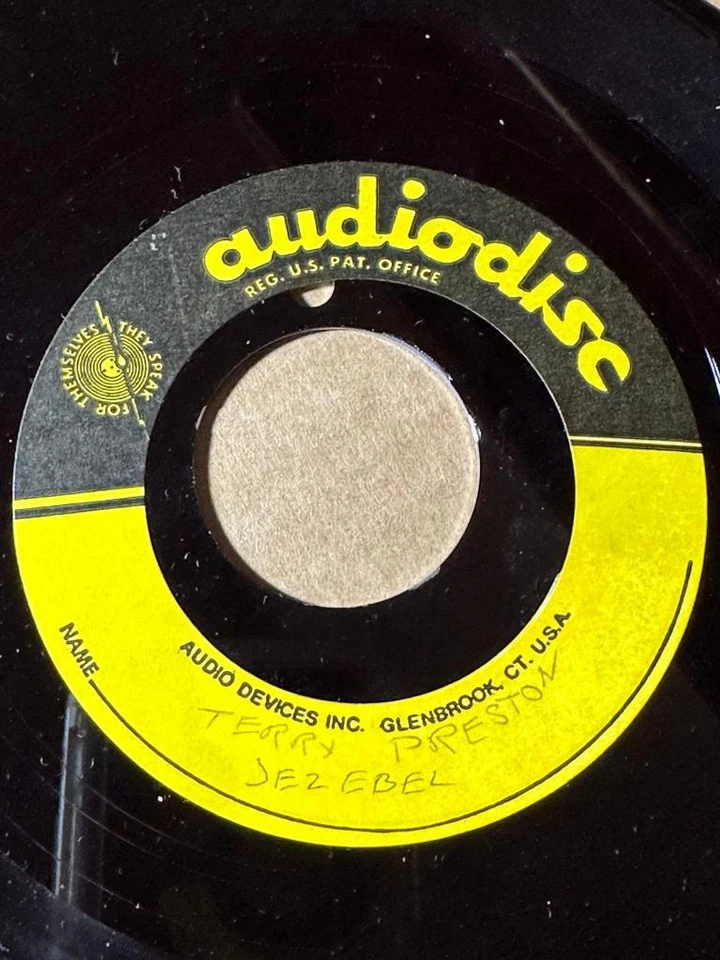 audiodisc
REG. U.S. PAT. OFFICE
THEY SPEAK FOR THEMSELVES
NAME
AUDIO DEVICES INC. GLENBROOK, CT. U.S.A.
TERRY PRESTON
JEZEBEL